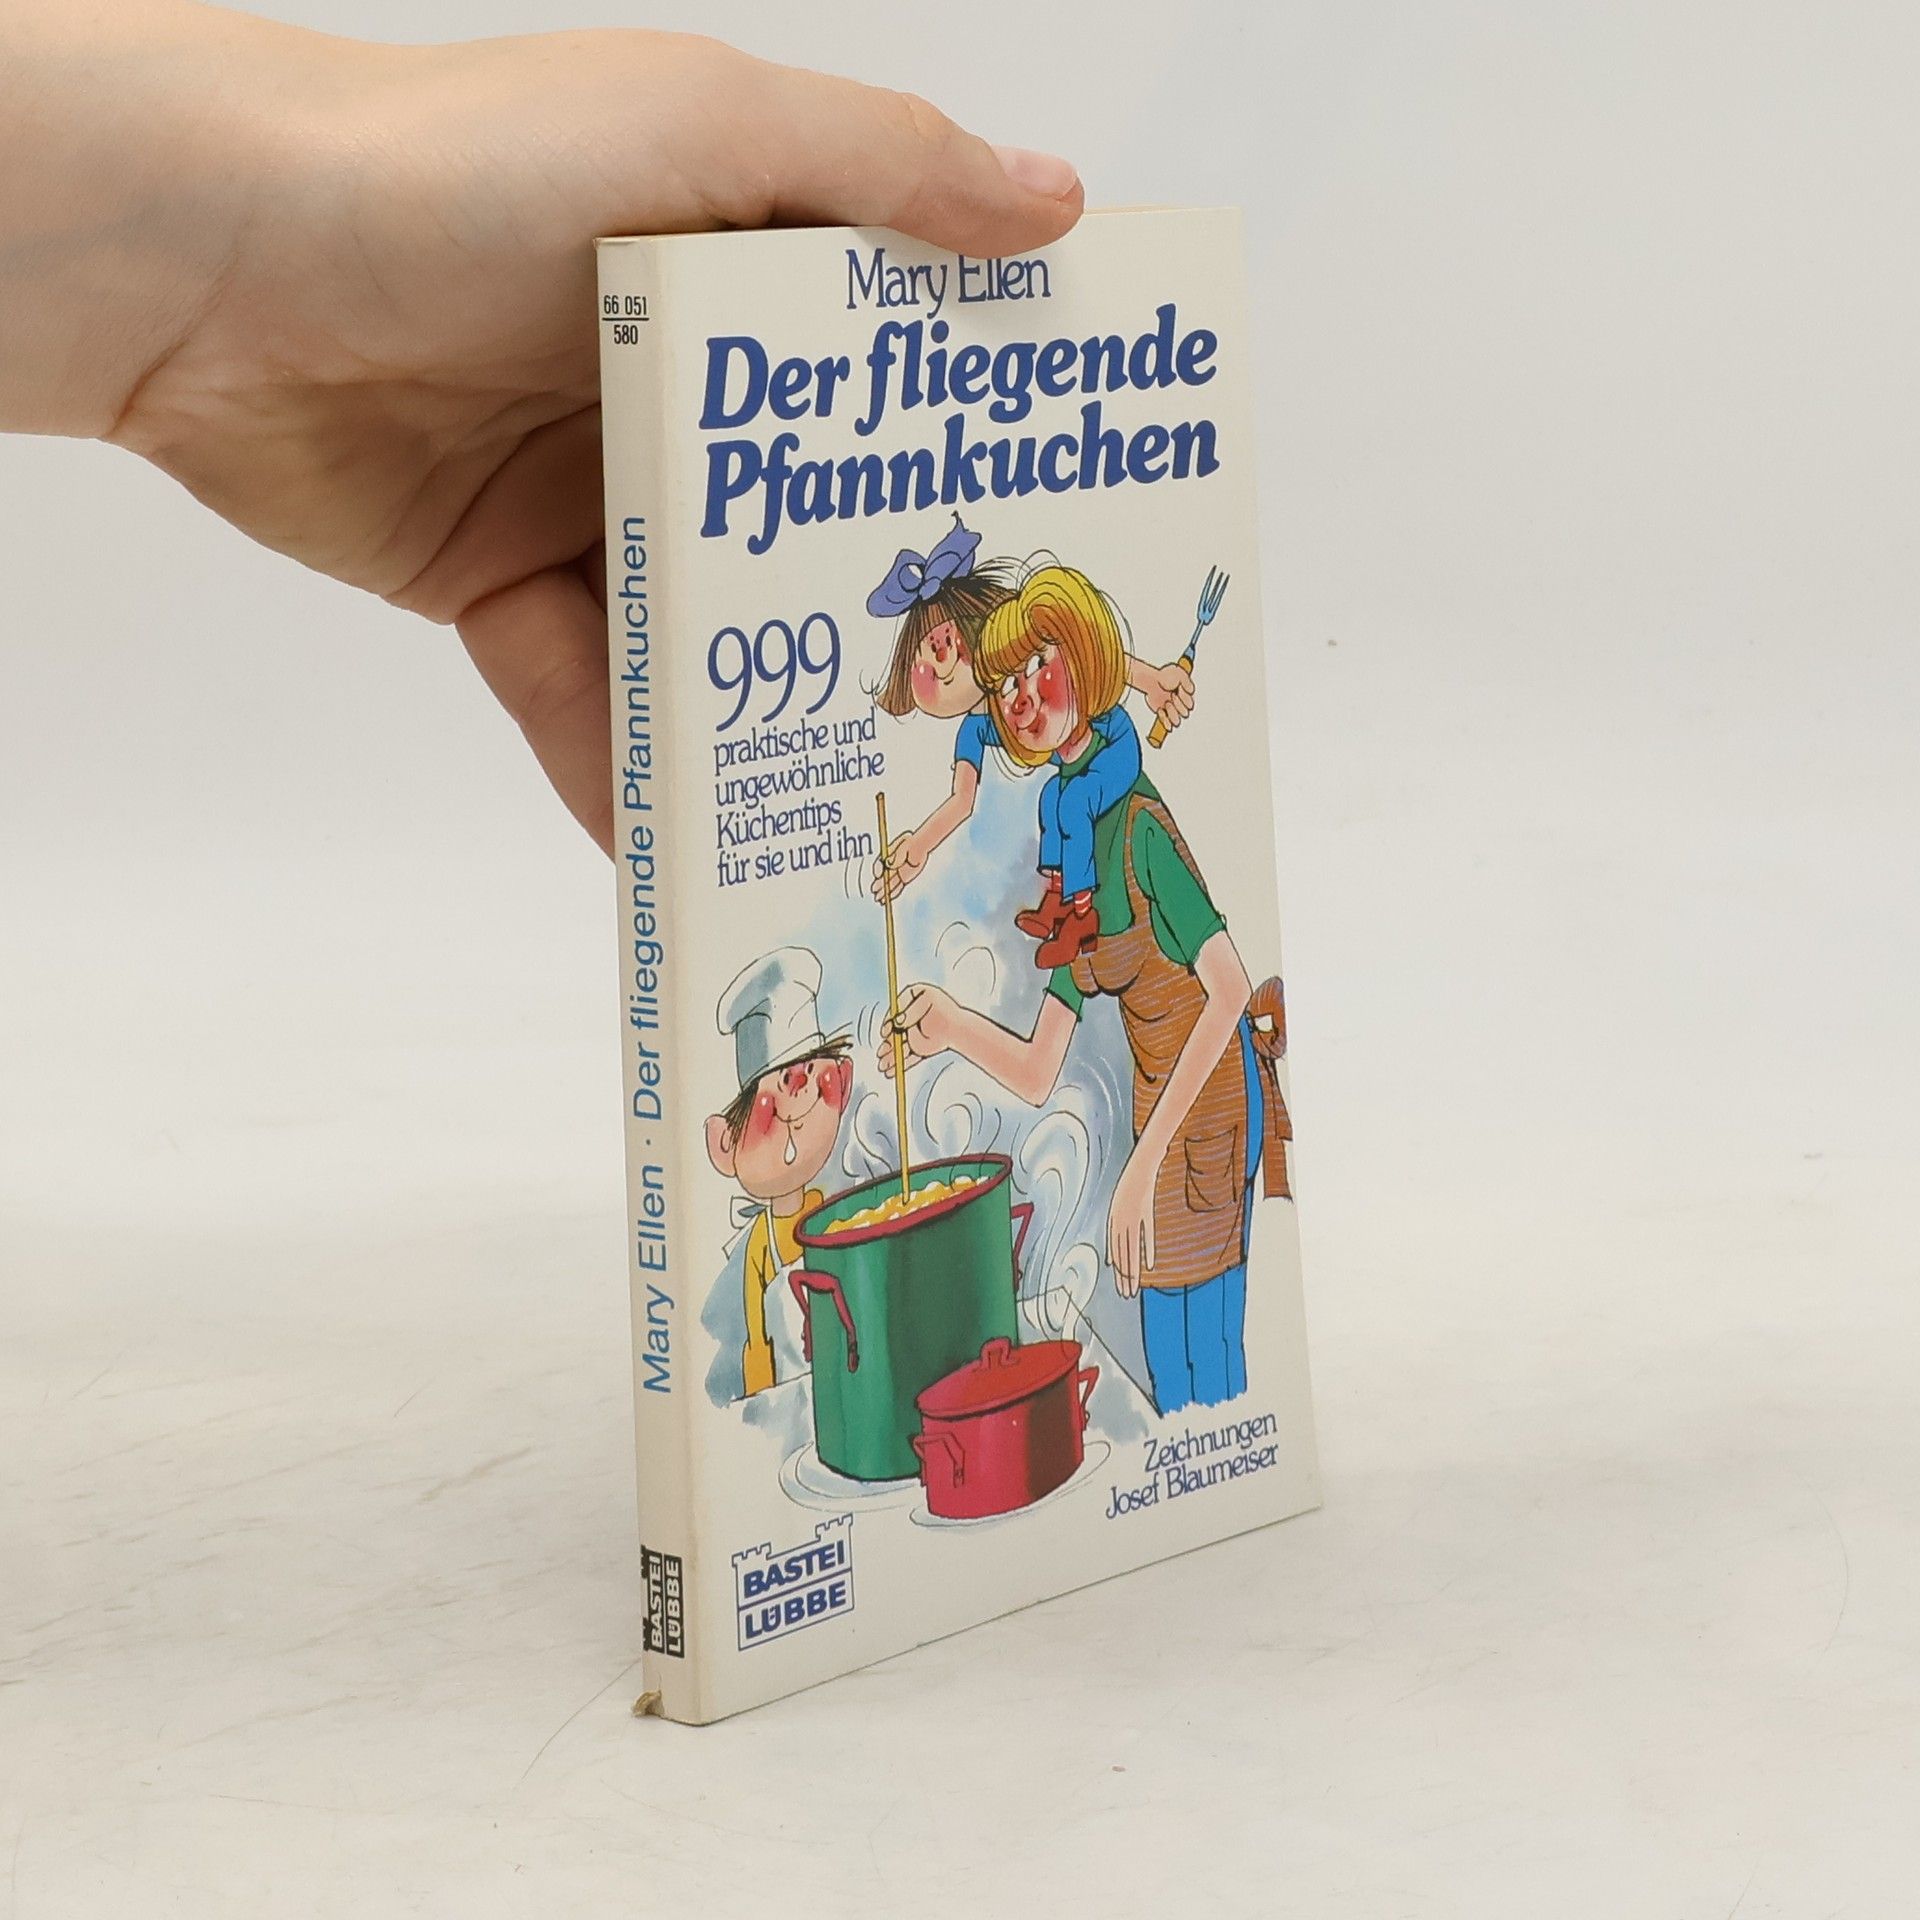 Mary Ellen
Der fliegende
Pfannkuchen
999
praktische und
ungewöhnliche
Küchentips
für sie und ihn
Zeichnungen
Josef Blaumeiser
BASTEI
LÜBBE
66 051
580
Mary Ellen · Der fliegende Pfannkuchen
BASTEI
LÜBBE